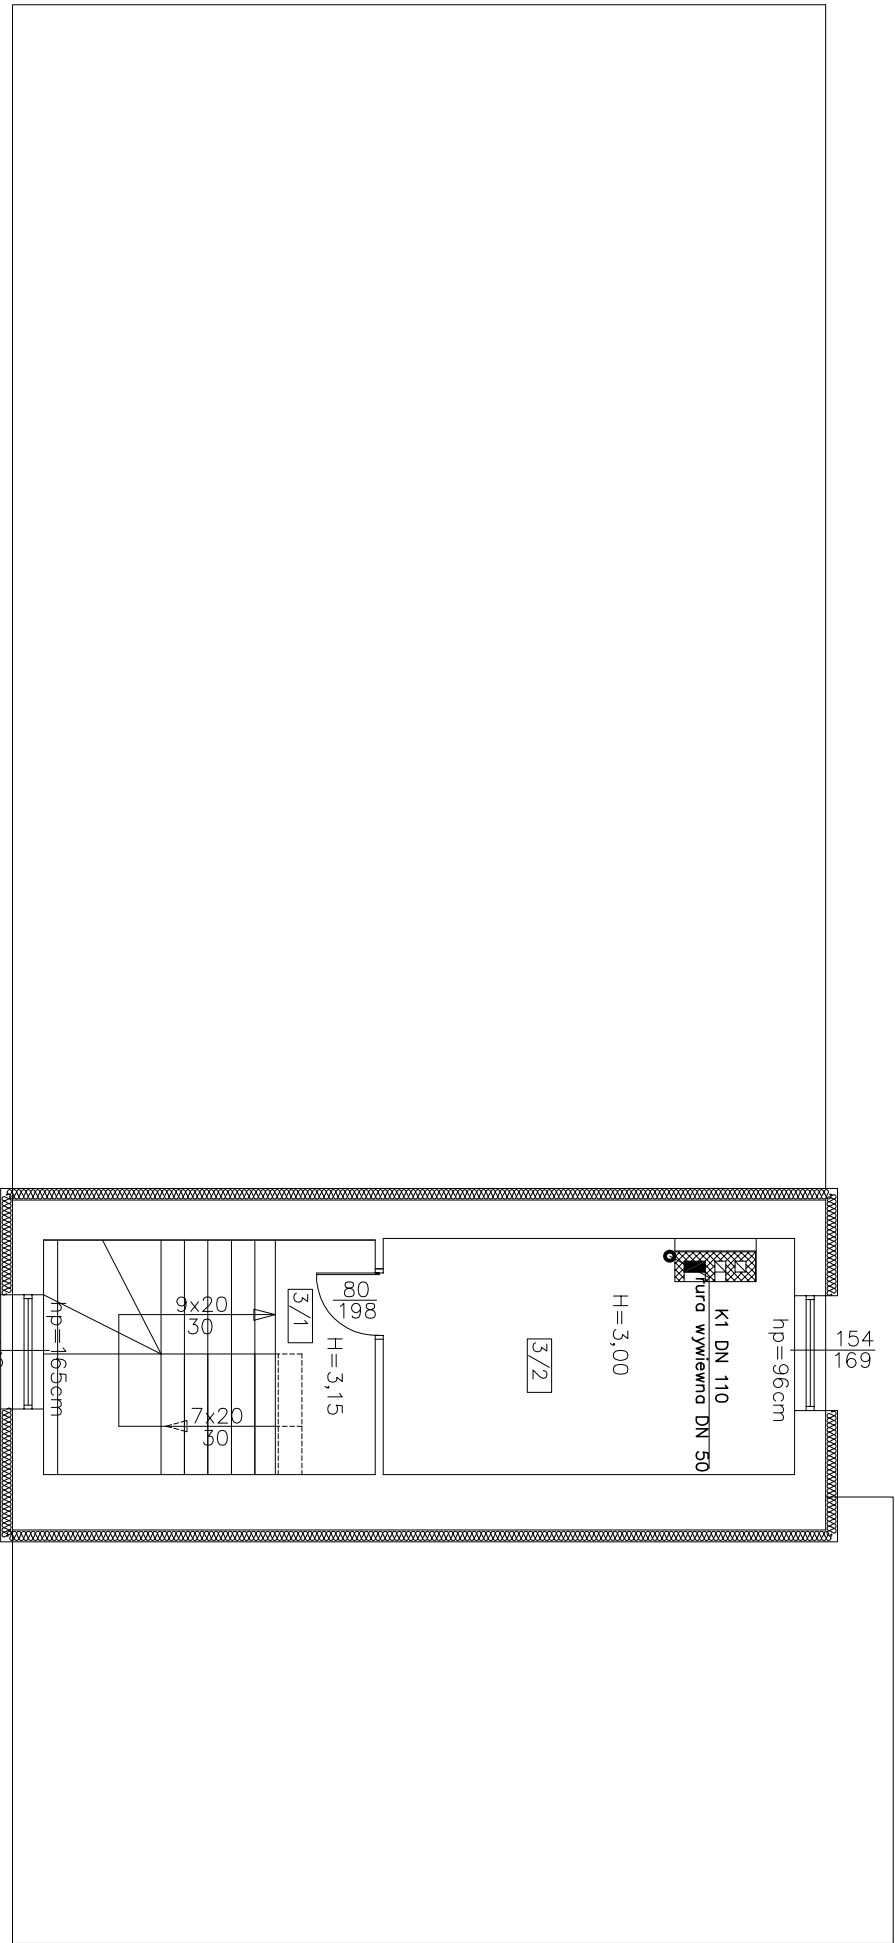 9x20
30
7x20
30
hp=165cm
3/1
H=3,15
80
198
3/2
H=3,00
K1 DN 110
rura wywiewna DN 50
hp=96cm
154
169